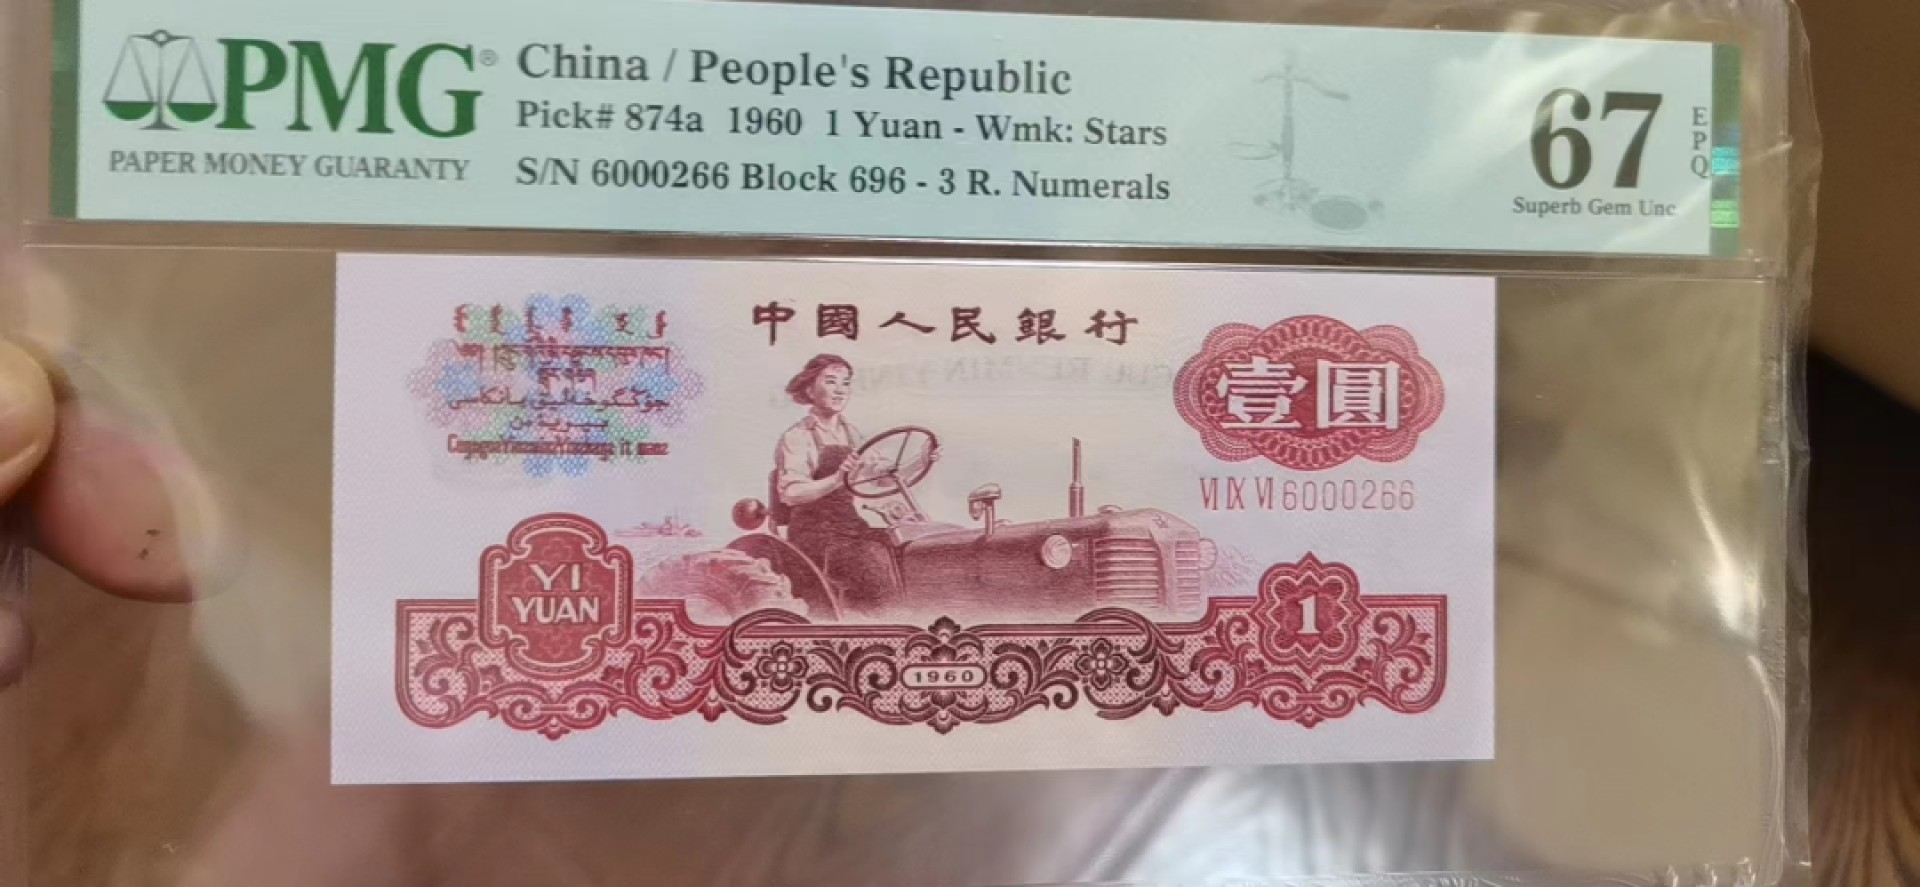 PMG®
PAPER MONEY GUARANTY
China / People's Republic
Pick# 874a 1960 1 Yuan - Wmk: Stars
S/N 6000266 Block 696 - 3 R. Numerals
67
EPQ
Superb Gem Unc
中國人民銀行
壹圓
VI IX VI 6000266
YI
YUAN
1960
1